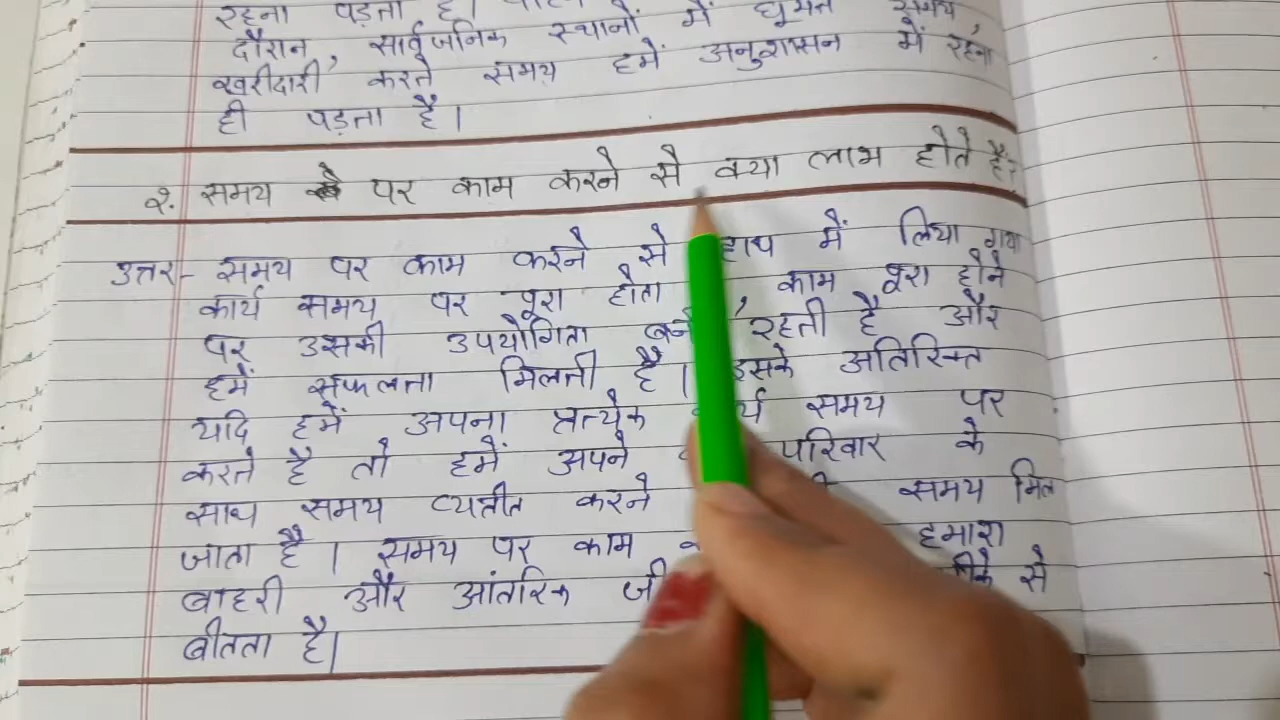 रहना पड़ता है।
दौरान, सार्वजनिक स्थानों में घूमते समय,
खरीदारी करते समय हमें अनुशासन में रहना
ही पड़ता है।
२. समय पर काम करने से क्या लाभ होते है?
उत्तर- समय पर काम करने से हाथ में लिया गया
कार्य समय पर पूरा होता , काम पूरा होने
पर उसकी उपयोगिता रहती है और
हमें सफलता मिलती है। इसके अतिरिक्त
यदि हमें अपना प्रत्येक समय पर
करते है तो हमें अपने परिवार के
साथ समय व्यतीत करने समय मिल
जाता है। समय पर काम हमारा
बाहरी और आंतरिक से
बीतता है।